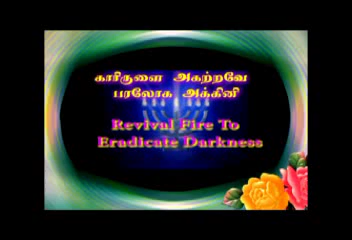 காரிருளை அகற்றவே
பரலோக அக்கினி
Revival Fire To
Eradicate Darkness